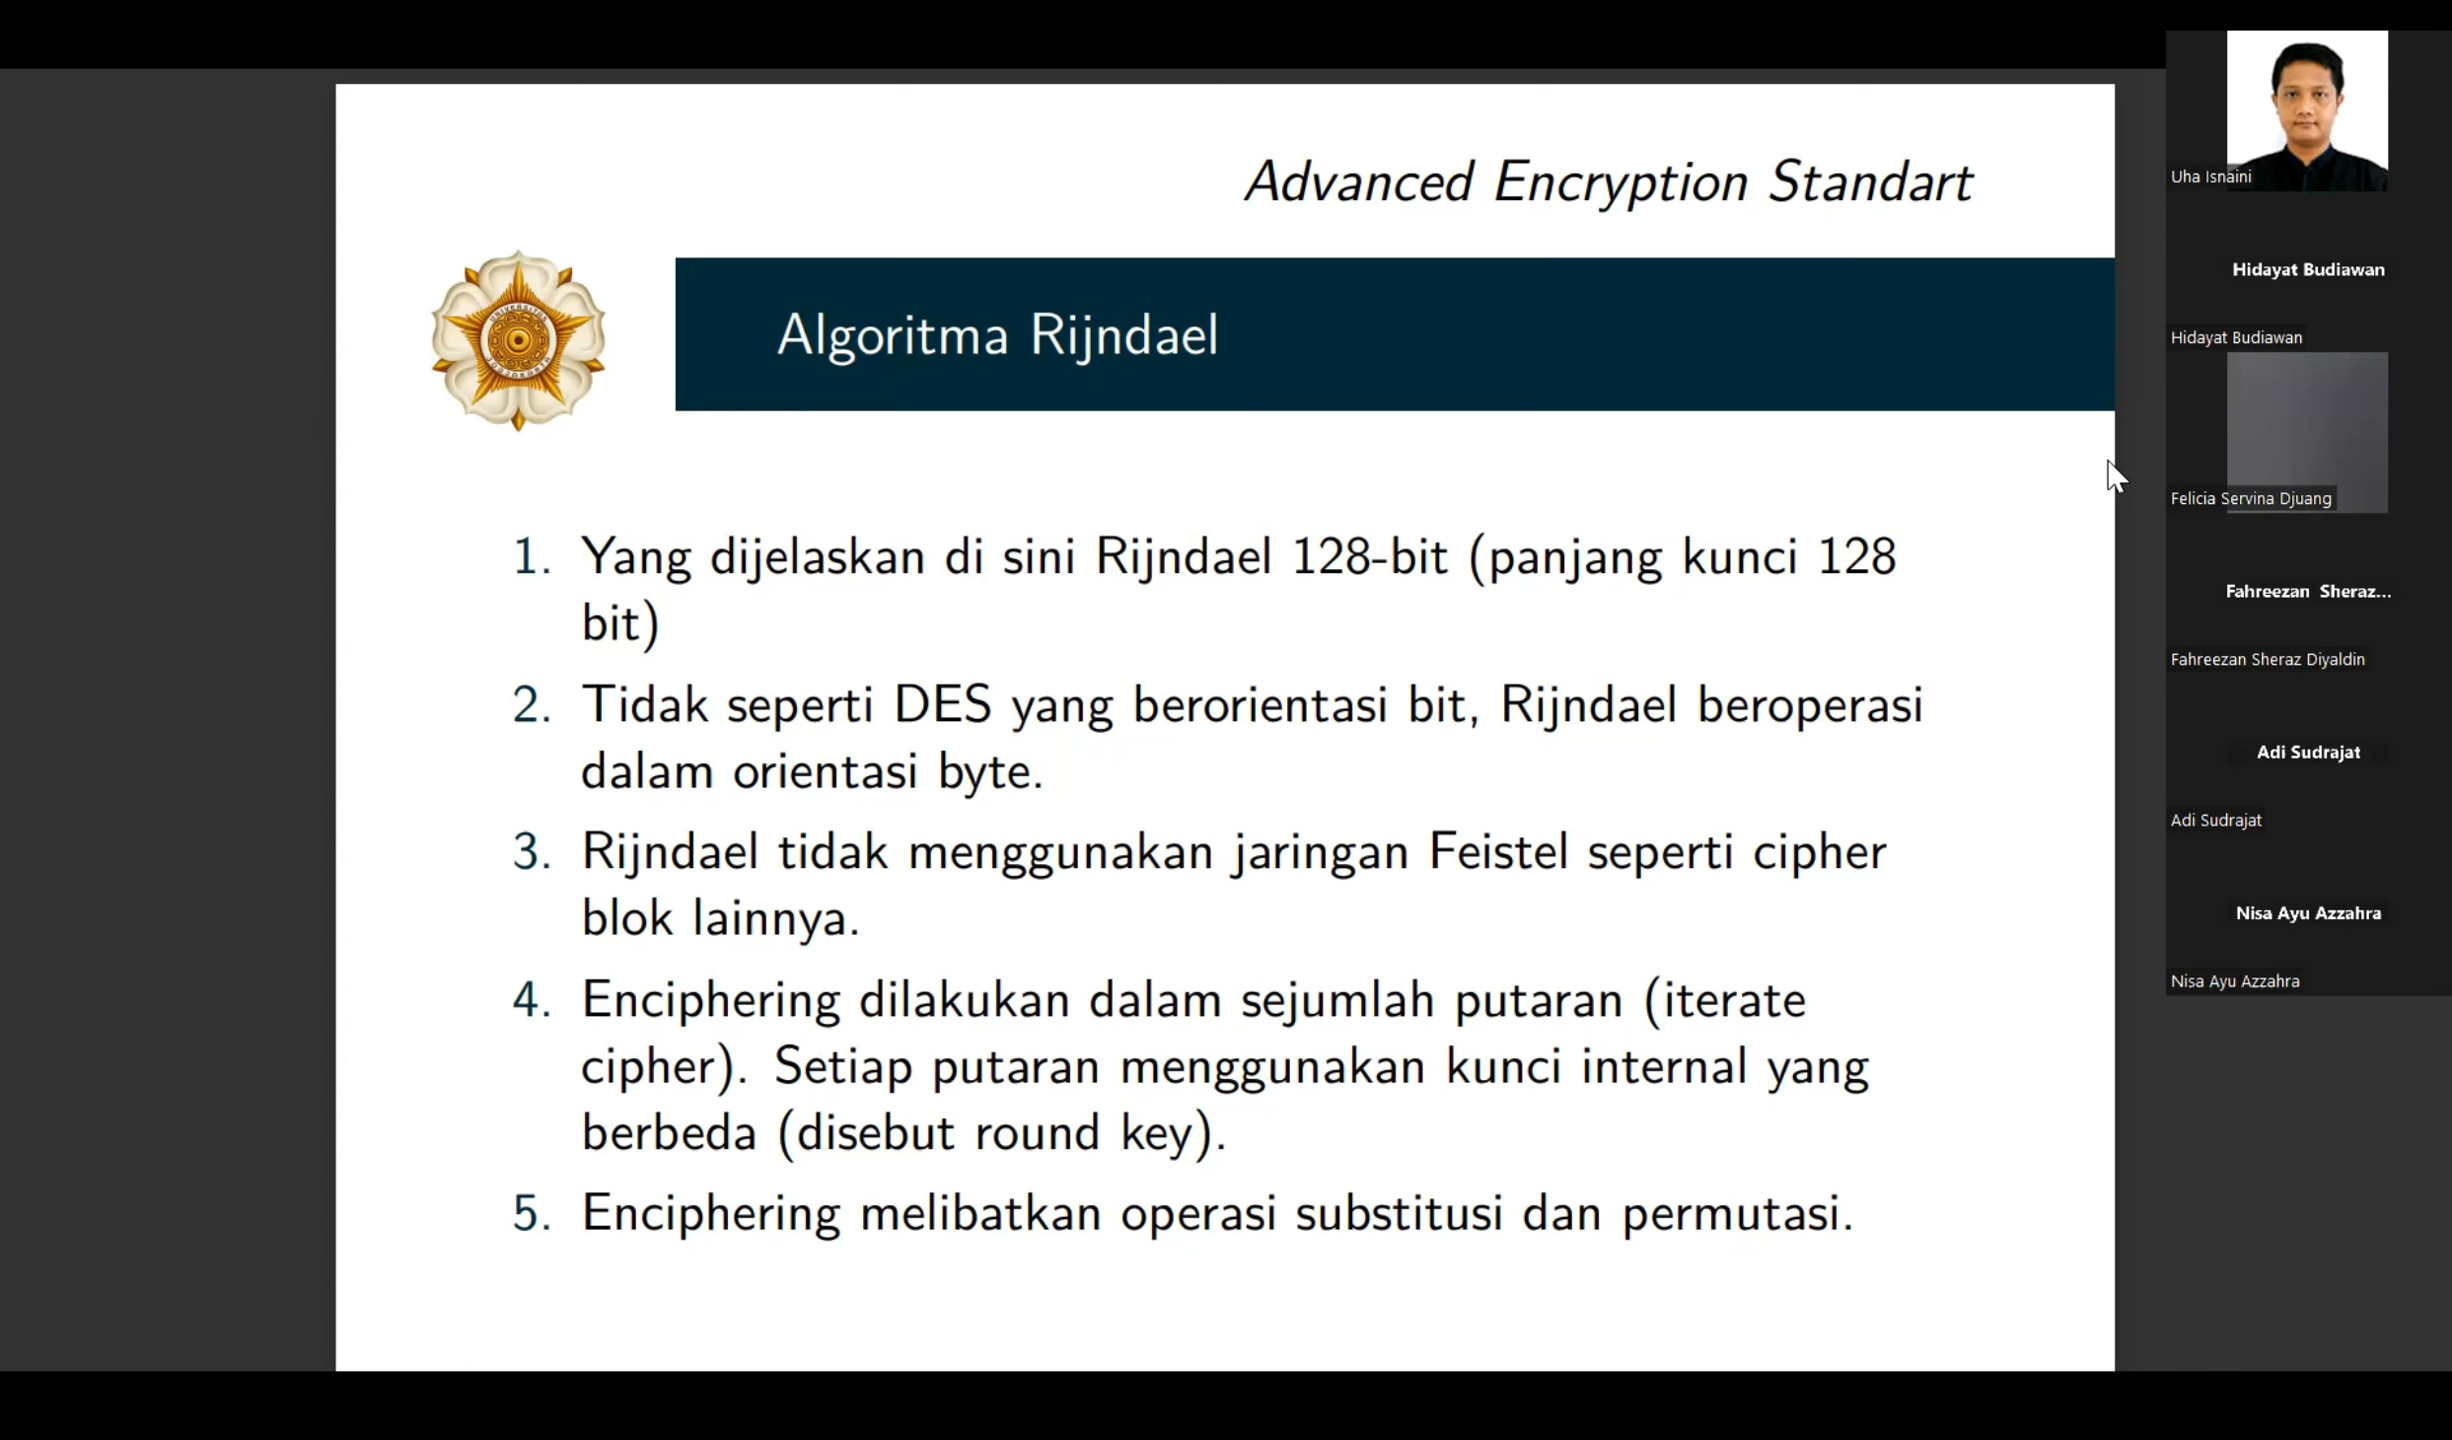 Advanced Encryption Standart
Algoritma Rijndael
1. Yang dijelaskan di sini Rijndael 128-bit (panjang kunci 128
bit)
2. Tidak seperti DES yang berorientasi bit, Rijndael beroperasi
dalam orientasi byte.
3. Rijndael tidak menggunakan jaringan Feistel seperti cipher
blok lainnya.
4. Enciphering dilakukan dalam sejumlah putaran (iterate
cipher). Setiap putaran menggunakan kunci internal yang
berbeda (disebut round key).
5. Enciphering melibatkan operasi substitusi dan permutasi.
Uha Isnaini
Hidayat Budiawan
Hidayat Budiawan
Felicia Servina Djuang
Fahreezan Sheraz...
Fahreezan Sheraz Diyaldin
Adi Sudrajat
Adi Sudrajat
Nisa Ayu Azzahra
Nisa Ayu Azzahra